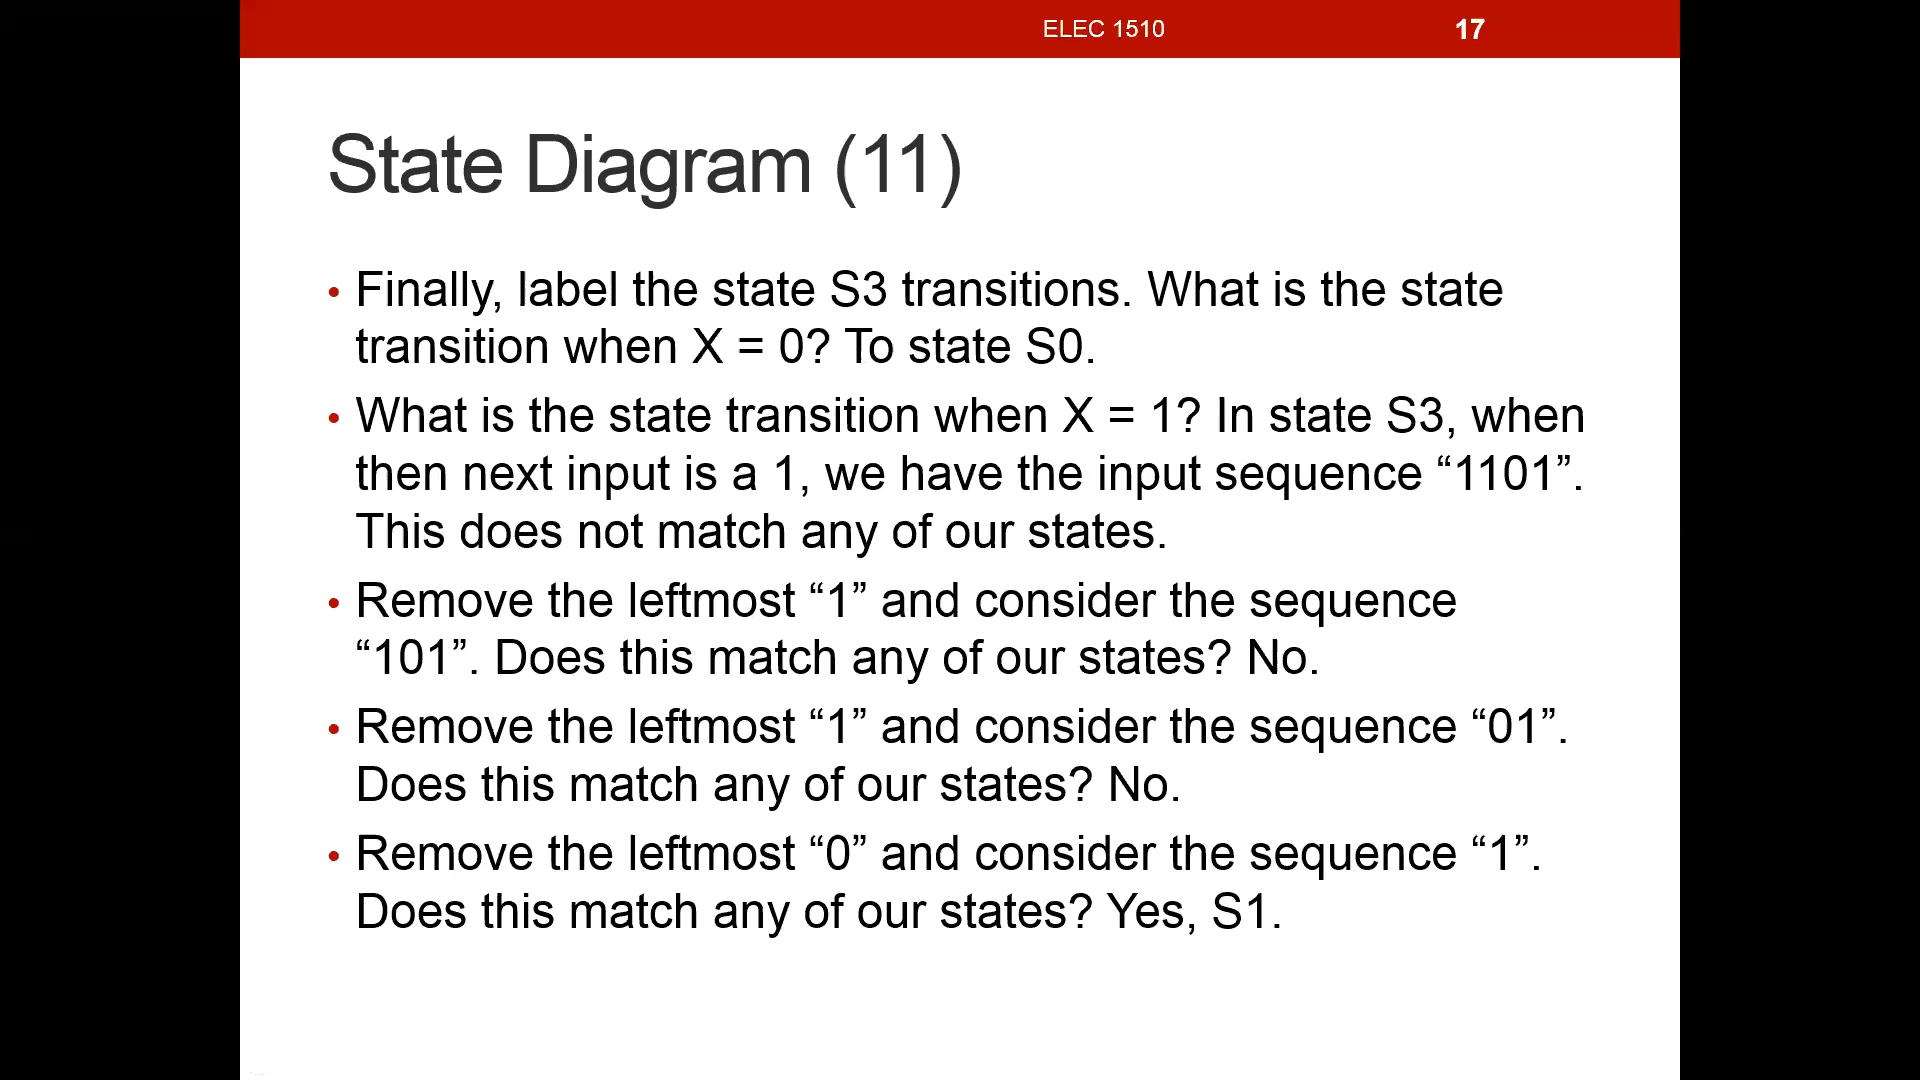 ELEC 1510
17
State Diagram (11)
• Finally, label the state S3 transitions. What is the state
transition when X = 0? To state S0.
• What is the state transition when X = 1? In state S3, when
then next input is a 1, we have the input sequence “1101”.
This does not match any of our states.
• Remove the leftmost “1” and consider the sequence
“101”. Does this match any of our states? No.
• Remove the leftmost “1” and consider the sequence “01”.
Does this match any of our states? No.
• Remove the leftmost “0” and consider the sequence “1”.
Does this match any of our states? Yes, S1.